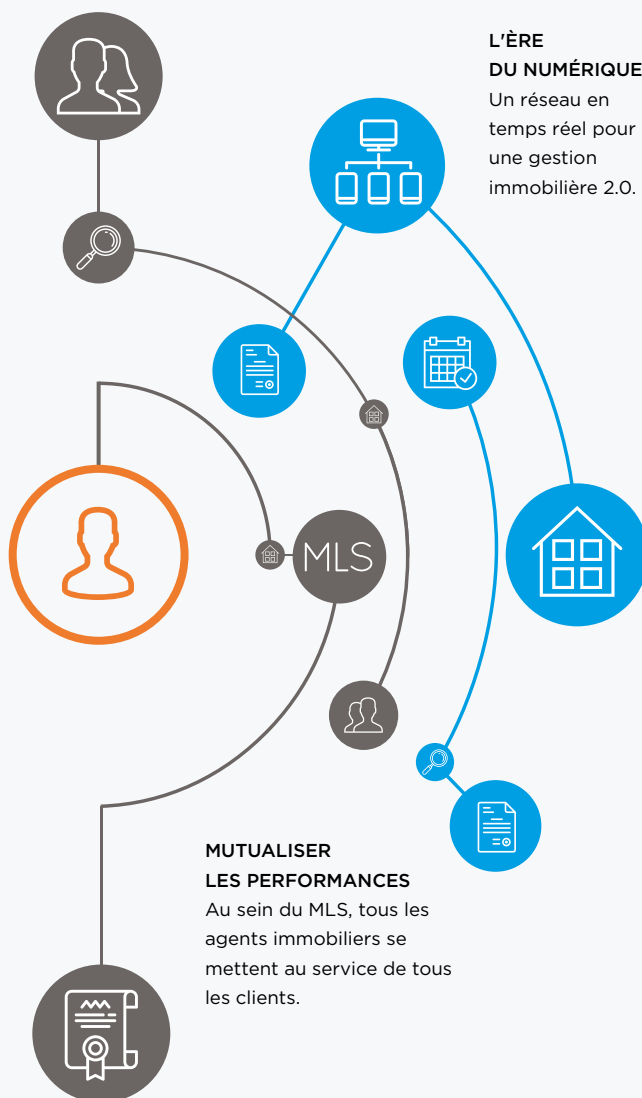 L'ÈRE
DU NUMÉRIQUE
Un réseau en
temps réel pour
une gestion
immobilière 2.0.
MLS
MUTUALISER
LES PERFORMANCES
Au sein du MLS, tous les
agents immobiliers se
mettent au service de tous
les clients.